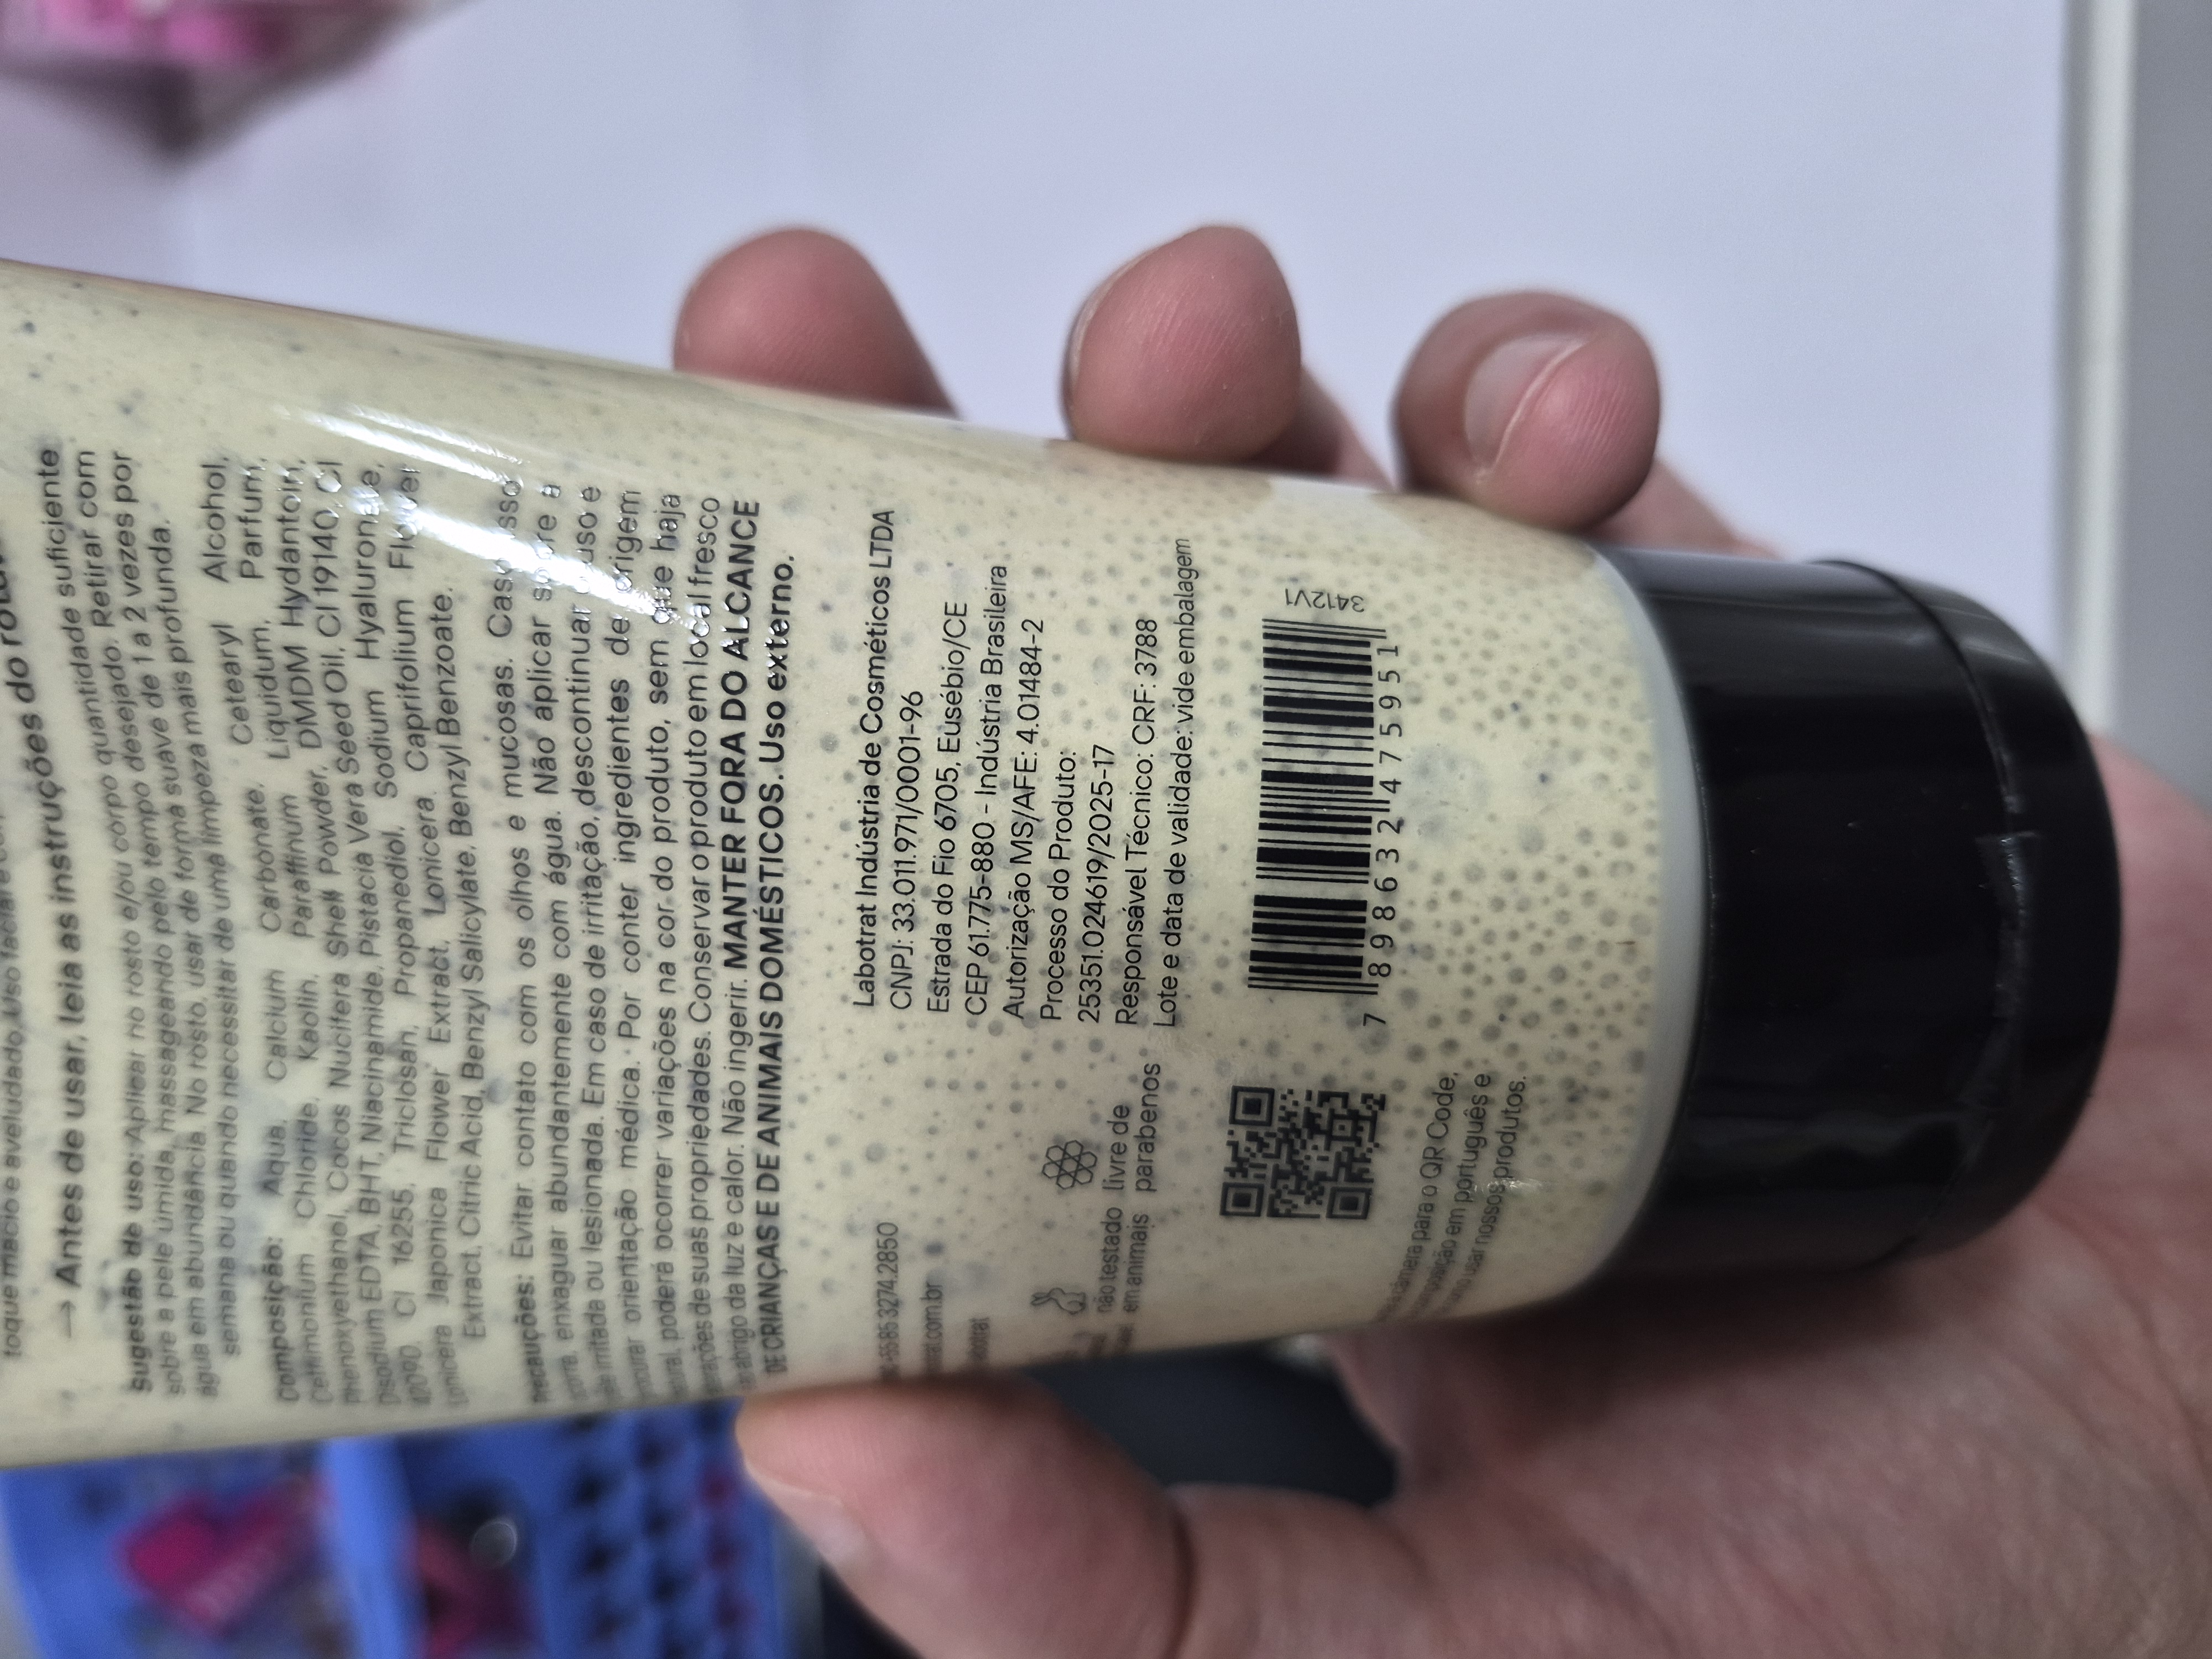 toque macio e aveludado. Uso facial e
→ Antes de usar, leia as instruções do
Sugestão de uso: Aplicar no rosto e/ou corpo quantidade suficiente
sobre a pele úmida, massageando pelo tempo desejado. Retirar com
água em abundância. No rosto, usar de forma suave de 1 a 2 vezes por
semana ou quando necessitar de uma limpeza mais profunda.
Composição: Aqua, Calcium Carbonate, Cetearyl Alcohol,
Cetrimonium Chloride, Kaolin, Paraffinum Liquidum, Parfum,
Phenoxyethanol, Cocos Nucifera Shell Powder, DMDM Hydantoin,
Disodium EDTA, BHT, Niacinamide, Pistacia Vera Seed Oil, CI 19140, CI
42090, CI 16255, Triclosan, Propanediol, Sodium Hyaluronate,
Lonicera Japonica Flower Extract, Lonicera Caprifolium Flower
Extract, Citric Acid, Benzyl Salicylate, Benzyl Benzoate.
Precauções: Evitar contato com os olhos e mucosas. Caso isso
ocorra, enxaguar abundantemente com água. Não aplicar sobre a
pele irritada ou lesionada. Em caso de irritação, descontinuar o uso e
procurar orientação médica. Por conter ingredientes de origem
natural, poderá ocorrer variações na cor do produto, sem que haja
alterações de suas propriedades. Conservar o produto em local fresco
ao abrigo da luz e calor. Não ingerir. MANTER FORA DO ALCANCE
DE CRIANÇAS E DE ANIMAIS DOMÉSTICOS. Uso externo.
+55 85 3274.2850
.com.br
labotrat
não testado
em animais
livre de
parabenos
Labotrat Indústria de Cosméticos LTDA
CNPJ: 33.011.971/0001-96
Estrada do Fio 6705, Eusébio/CE
CEP 61.775-880 - Indústria Brasileira
Autorização MS/AFE: 4.01484-2
Processo do Produto:
25351.024619/2025-17
Responsável Técnico: CRF: 3788
Lote e data de validade: vide embalagem
7 898632 475951
3412V1
câmera para o QR Code,
composição em português e
usar nossos produtos.